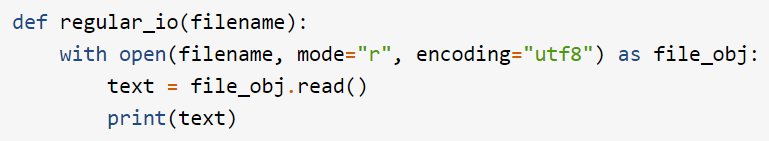 def regular_io(filename):
    with open(filename, mode="r", encoding="utf8") as file_obj:
        text = file_obj.read()
        print(text)